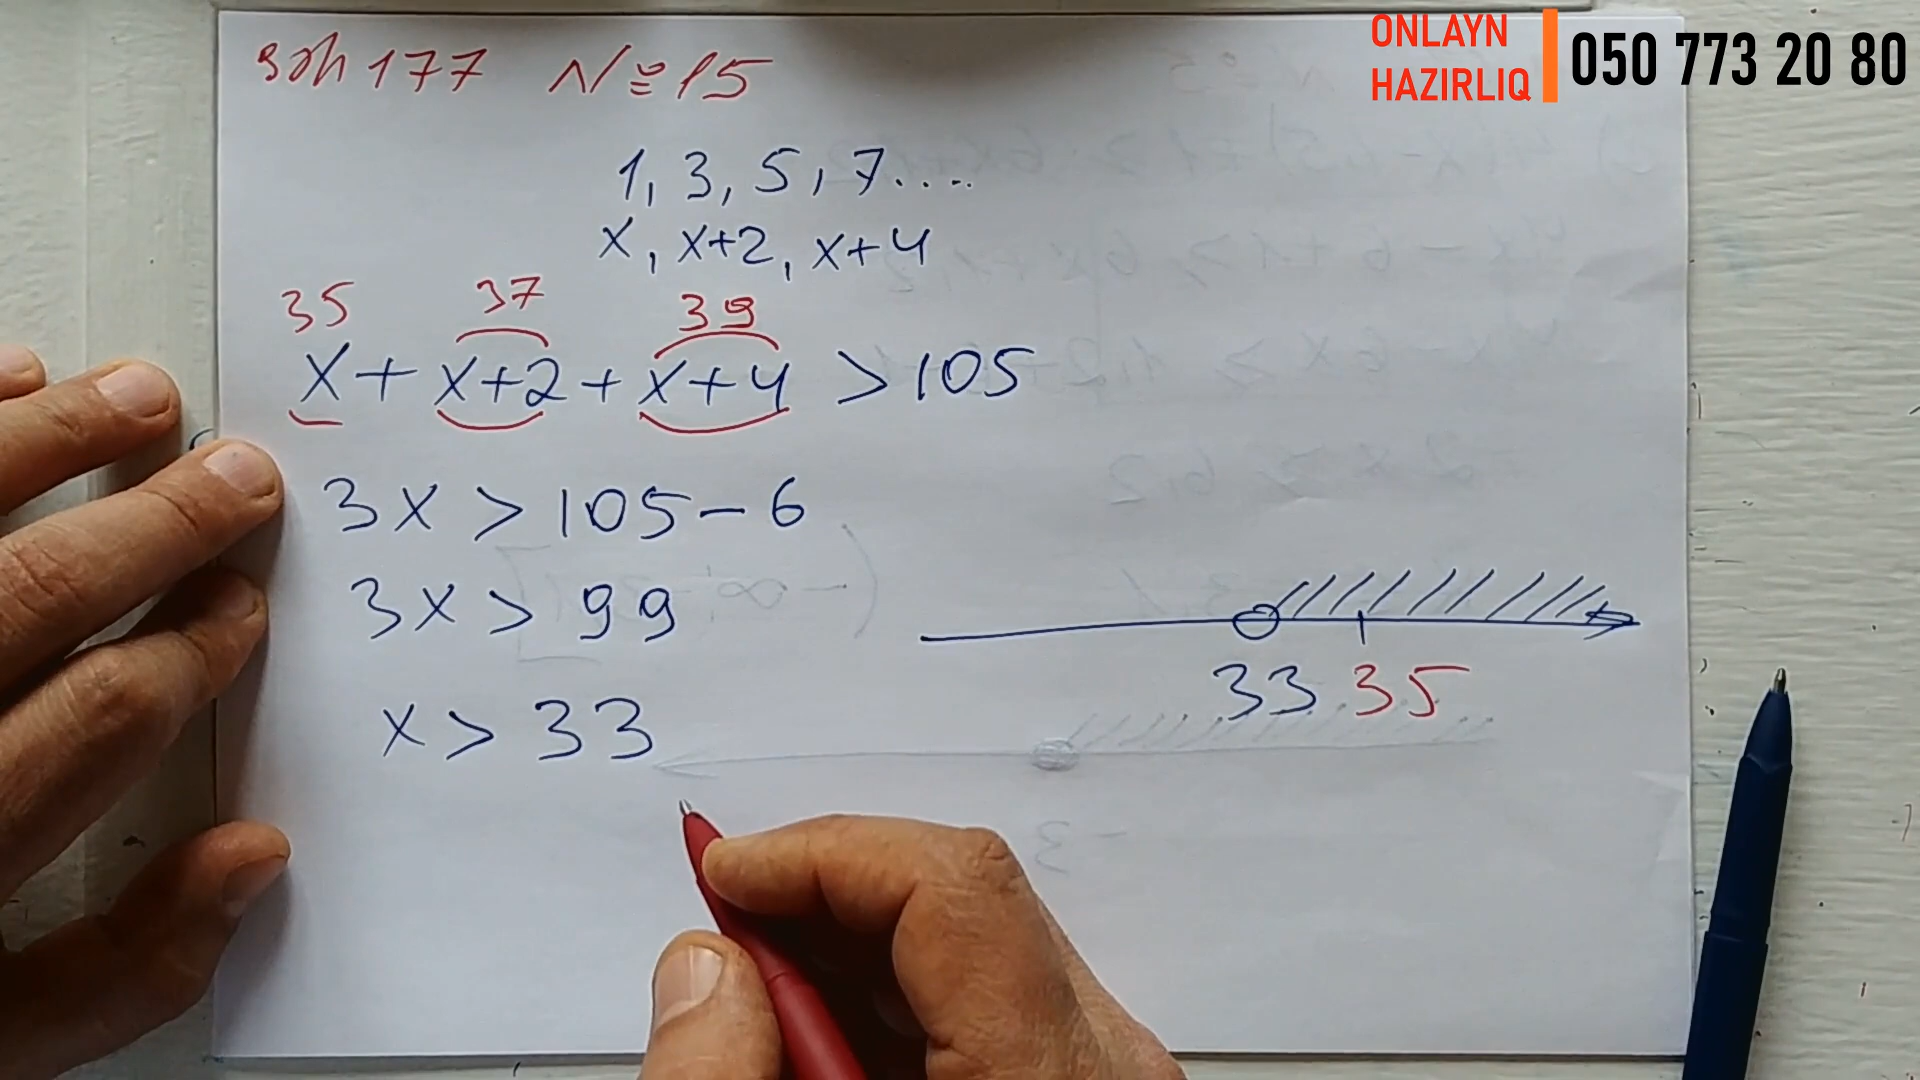 ONLAYN
HAZIRLIQ
050 773 20 80
səh 177 №15
1, 3, 5, 7....
x, x+2, x+4
35 37 39
x + x+2 + x+4 > 105
3x > 105 - 6
3x > 99
33 35
x > 33